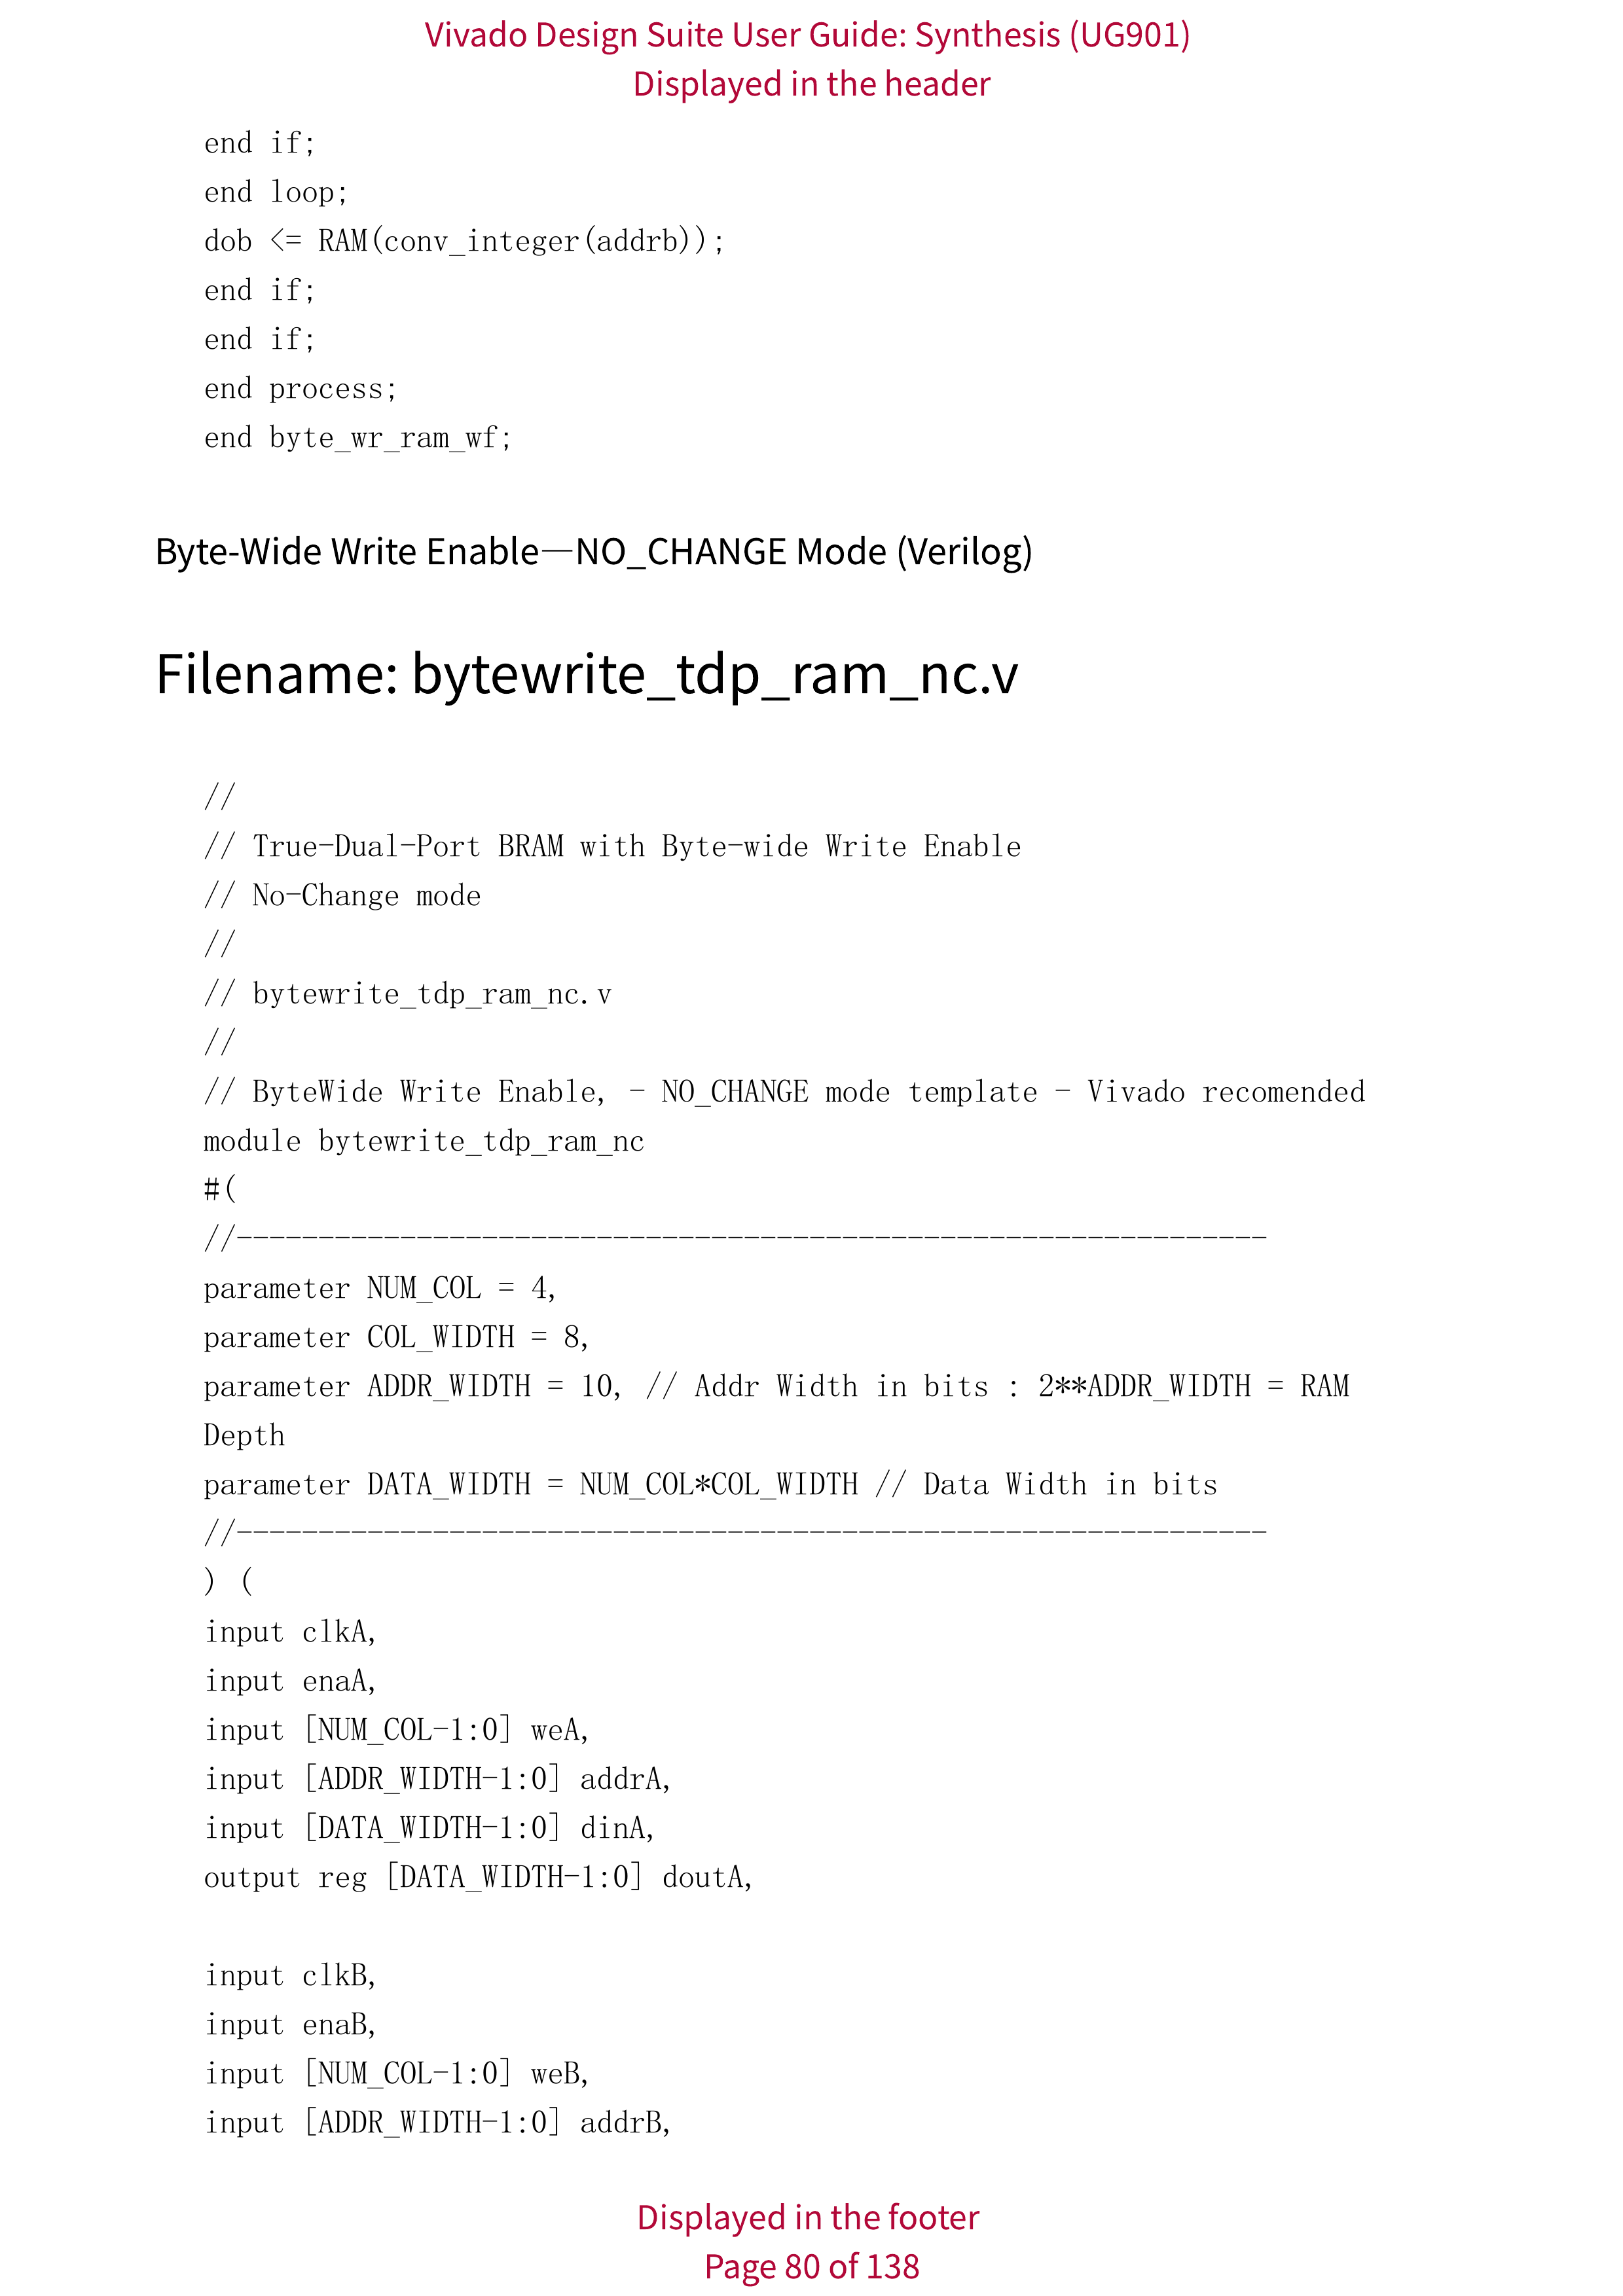 Vivado Design Suite User Guide: Synthesis (UG901)
Displayed in the header
end if;
end loop;
dob <= RAM(conv_integer(addrb));
end if;
end if;
end process;
end byte_wr_ram_wf;
Byte-Wide Write Enable—NO_CHANGE Mode (Verilog)
Filename: bytewrite_tdp_ram_nc.v
//
// True-Dual-Port BRAM with Byte-wide Write Enable
// No-Change mode
//
// bytewrite_tdp_ram_nc.v
//
// ByteWide Write Enable, - NO_CHANGE mode template - Vivado recomended
module bytewrite_tdp_ram_nc
#(
//---------------------------------------------------------------
parameter NUM_COL = 4,
parameter COL_WIDTH = 8,
parameter ADDR_WIDTH = 10, // Addr Width in bits : 2**ADDR_WIDTH = RAM
Depth
parameter DATA_WIDTH = NUM_COL*COL_WIDTH // Data Width in bits
//---------------------------------------------------------------
) (
input clkA,
input enaA,
input [NUM_COL-1:0] weA,
input [ADDR_WIDTH-1:0] addrA,
input [DATA_WIDTH-1:0] dinA,
output reg [DATA_WIDTH-1:0] doutA,
input clkB,
input enaB,
input [NUM_COL-1:0] weB,
input [ADDR_WIDTH-1:0] addrB,
Displayed in the footer
Page 80 of 138